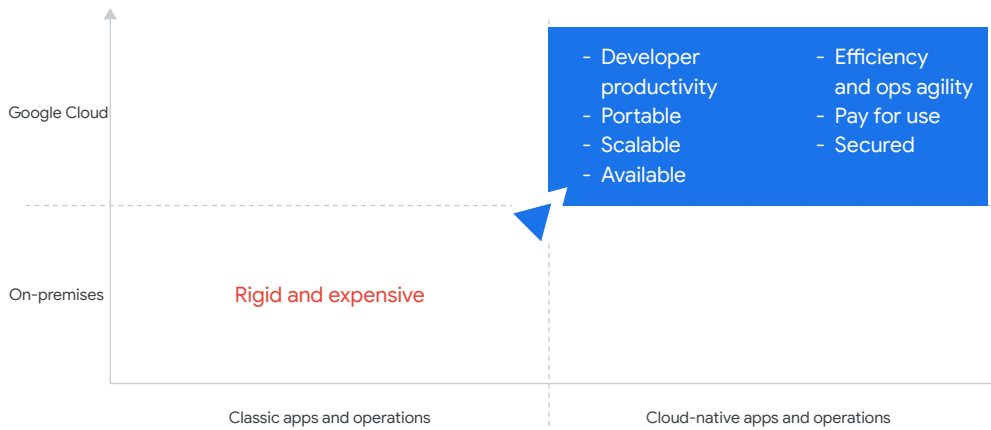 Google Cloud
- Developer
productivity
- Portable
- Scalable
- Available
- Efficiency
and ops agility
- Pay for use
- Secured
On-premises
Rigid and expensive
Classic apps and operations
Cloud-native apps and operations